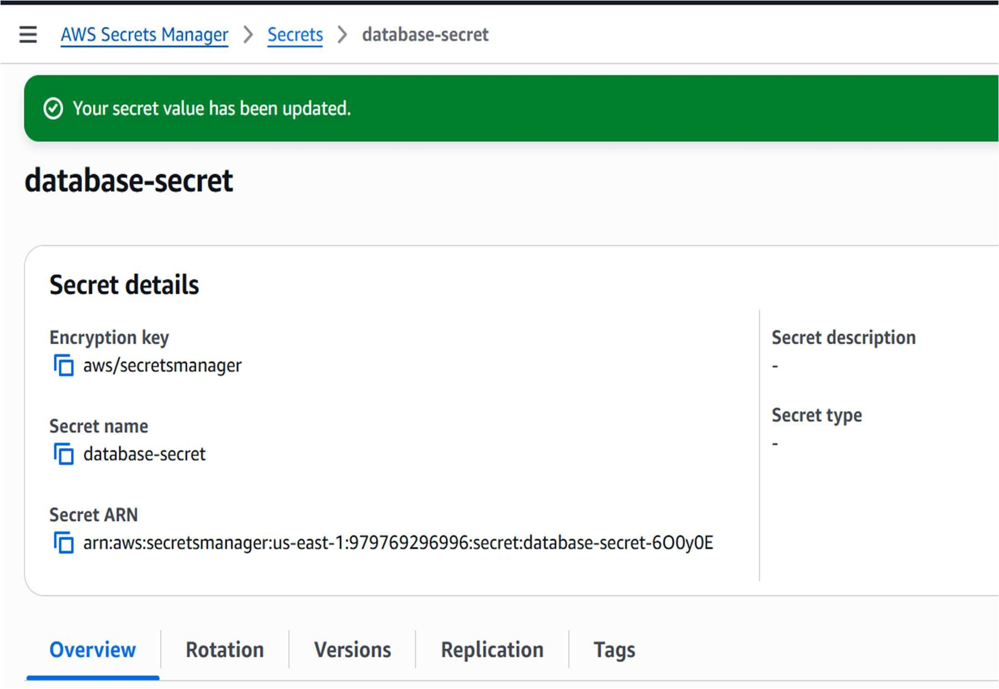 AWS Secrets Manager > Secrets > database-secret
Your secret value has been updated.
database-secret
Secret details
Encryption key
aws/secretsmanager
Secret name
database-secret
Secret ARN
arn:aws:secretsmanager:us-east-1:979769296996:secret:database-secret-6O0y0E
Secret description
-
Secret type
-
Overview
Rotation
Versions
Replication
Tags